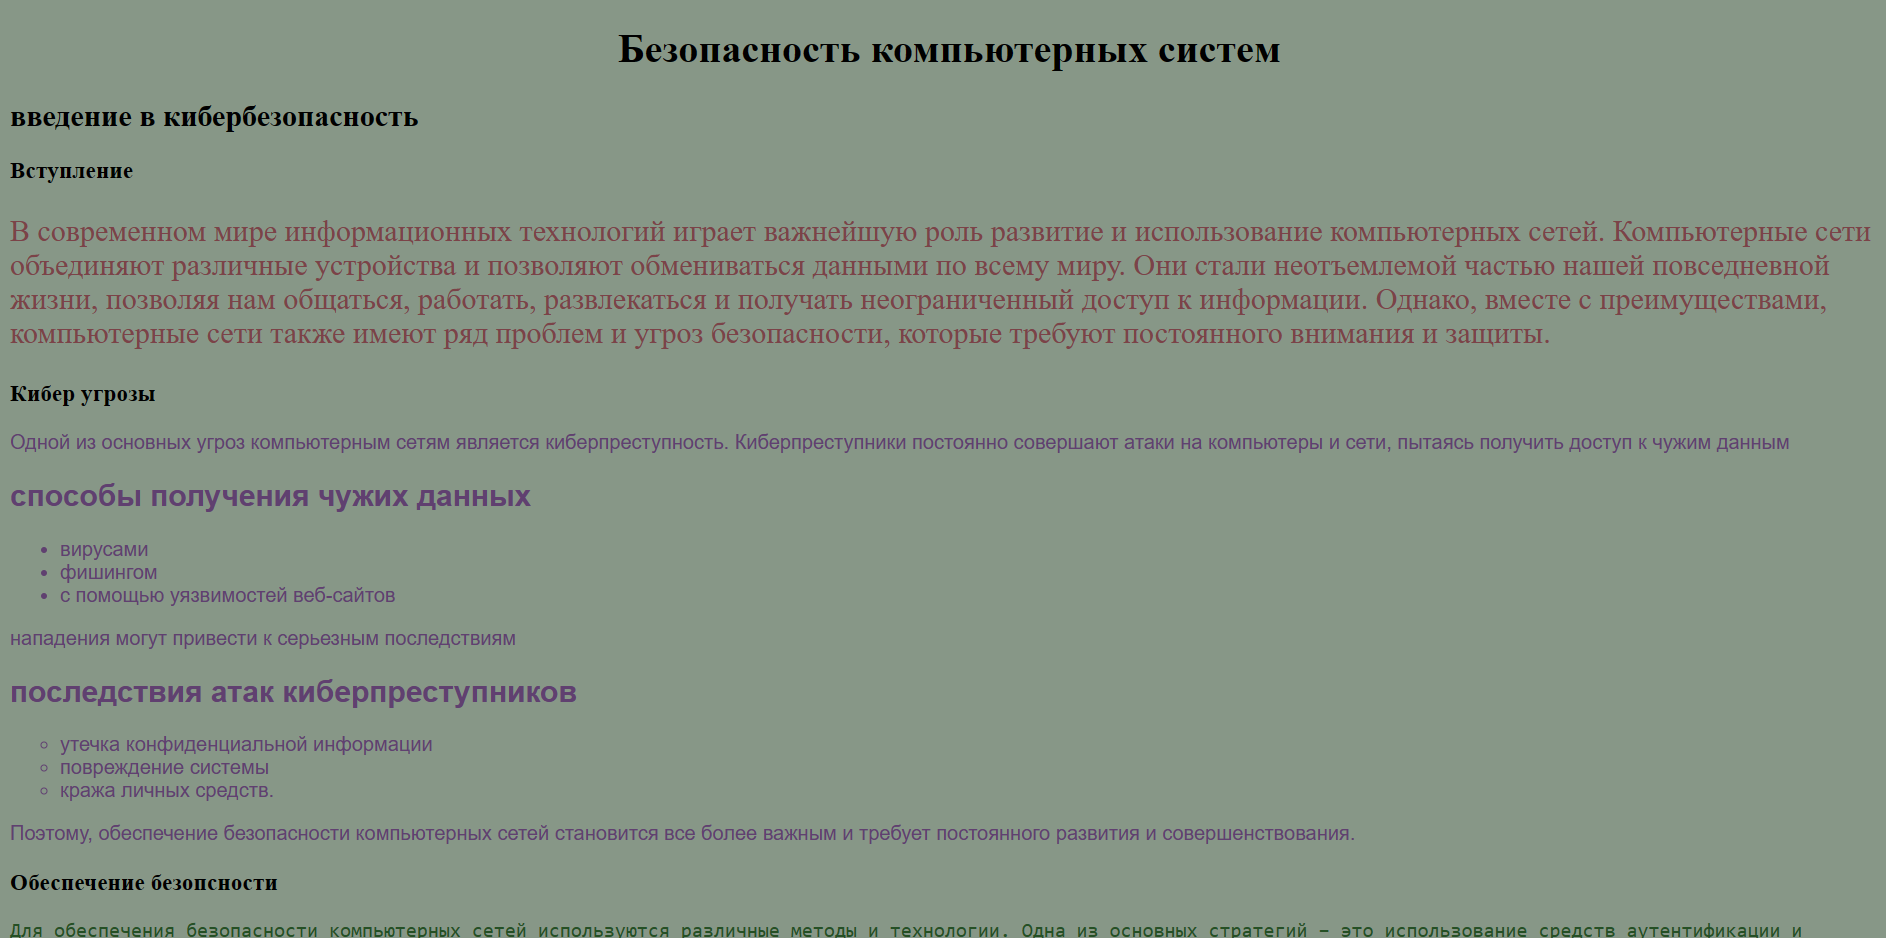 Безопасность компьютерных систем
введение в кибербезопасность
Вступление
В современном мире информационных технологий играет важнейшую роль развитие и использование компьютерных сетей. Компьютерные сети
объединяют различные устройства и позволяют обмениваться данными по всему миру. Они стали неотъемлемой частью нашей повседневной
жизни, позволяя нам общаться, работать, развлекаться и получать неограниченный доступ к информации. Однако, вместе с преимуществами,
компьютерные сети также имеют ряд проблем и угроз безопасности, которые требуют постоянного внимания и защиты.
Кибер угрозы
Одной из основных угроз компьютерным сетям является киберпреступность. Киберпреступники постоянно совершают атаки на компьютеры и сети, пытаясь получить доступ к чужим данным
способы получения чужих данных
• вирусами
• фишингом
• с помощью уязвимостей веб-сайтов
нападения могут привести к серьезным последствиям
последствия атак киберпреступников
◦ утечка конфиденциальной информации
◦ повреждение системы
◦ кража личных средств.
Поэтому, обеспечение безопасности компьютерных сетей становится все более важным и требует постоянного развития и совершенствования.
Обеспечение безопсности
Для обеспечения безопасности компьютерных сетей используются различные методы и технологии. Одна из основных стратегий – это использование средств аутентификации и